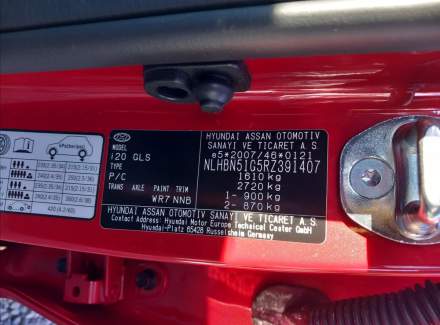 MODEL
i20 GLS
TYPE
P/C
TRANS AXLE PAINT TRIM
WR7 NNB
HYUNDAI ASSAN OTOMOTIV
SANAYI VE TICARET A.S.
e5*2007/46*0121
NLHBN51G5RZ391407
1610 kg
2720 kg
1- 900 kg
2- 870 kg
HYUNDAI ASSAN OTOMOTIV SANAYI VE TICARET A.S.
Contact Address: Hyundai Motor Europe Technical Center GmbH
Hyundai-Platz 65428 Russelsheim Germany